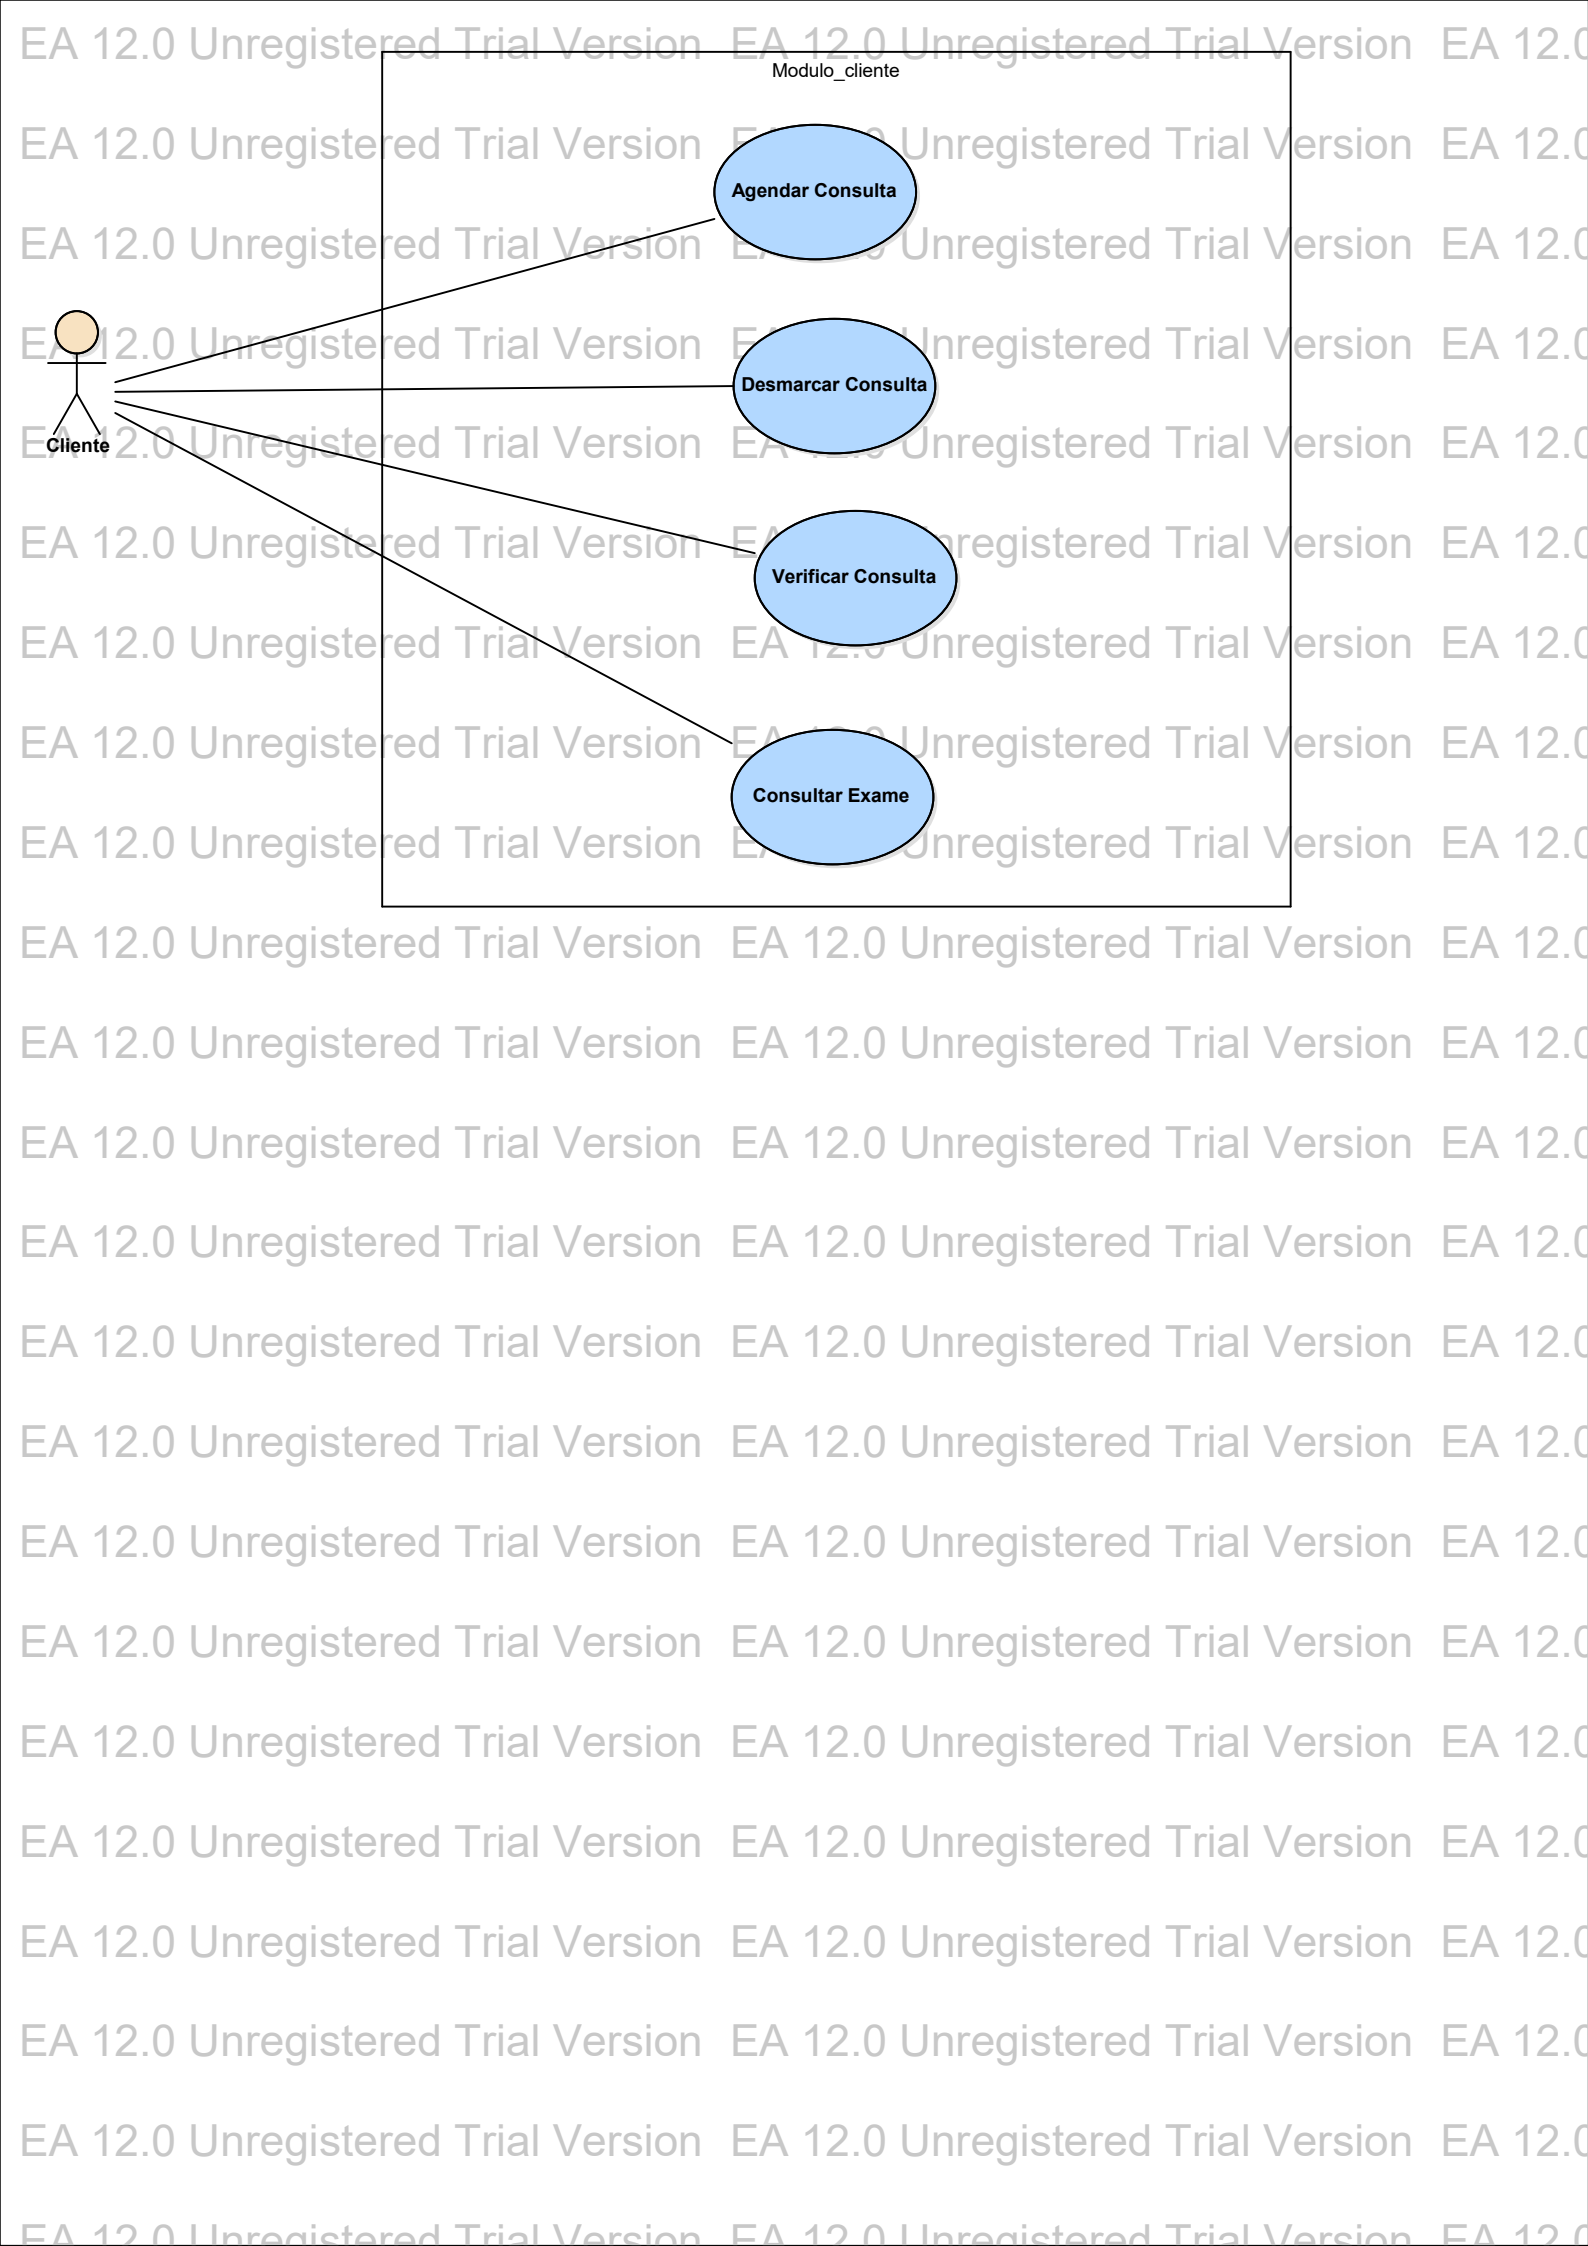 EA 12.0 Unregistered Trial Version EA 12.0 Unregistered Trial Version EA 12.0
Modulo_cliente
EA 12.0 Unregistered Trial Version Unregistered Trial Version EA 12.0
Agendar Consulta
EA 12.0 Unregistered Trial Version Unregistered Trial Version EA 12.0
EA 12.0 Unregistered Trial Version Unregistered Trial Version EA 12.0
Desmarcar Consulta
EA 12.0 Unregistered Trial Version EA 12.0 Unregistered Trial Version EA 12.0
Cliente
EA 12.0 Unregistered Trial Version EA Unregistered Trial Version EA 12.0
Verificar Consulta
EA 12.0 Unregistered Trial Version EA 12.0 Unregistered Trial Version EA 12.0
EA 12.0 Unregistered Trial Version EA Unregistered Trial Version EA 12.0
Consultar Exame
EA 12.0 Unregistered Trial Version Unregistered Trial Version EA 12.0
EA 12.0 Unregistered Trial Version EA 12.0 Unregistered Trial Version EA 12.0
EA 12.0 Unregistered Trial Version EA 12.0 Unregistered Trial Version EA 12.0
EA 12.0 Unregistered Trial Version EA 12.0 Unregistered Trial Version EA 12.0
EA 12.0 Unregistered Trial Version EA 12.0 Unregistered Trial Version EA 12.0
EA 12.0 Unregistered Trial Version EA 12.0 Unregistered Trial Version EA 12.0
EA 12.0 Unregistered Trial Version EA 12.0 Unregistered Trial Version EA 12.0
EA 12.0 Unregistered Trial Version EA 12.0 Unregistered Trial Version EA 12.0
EA 12.0 Unregistered Trial Version EA 12.0 Unregistered Trial Version EA 12.0
EA 12.0 Unregistered Trial Version EA 12.0 Unregistered Trial Version EA 12.0
EA 12.0 Unregistered Trial Version EA 12.0 Unregistered Trial Version EA 12.0
EA 12.0 Unregistered Trial Version EA 12.0 Unregistered Trial Version EA 12.0
EA 12.0 Unregistered Trial Version EA 12.0 Unregistered Trial Version EA 12.0
EA 12.0 Unregistered Trial Version EA 12.0 Unregistered Trial Version EA 12.0
EA 12.0 Unregistered Trial Version EA 12.0 Unregistered Trial Version EA 12.0